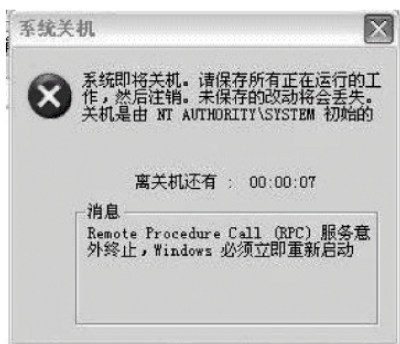 系统关机
系统即将关机。请保存所有正在运行的工
作，然后注销。未保存的改动将会丢失。
关机是由 NT AUTHORITY\SYSTEM 初始的
离关机还有 : 00:00:07
消息
Remote Procedure Call (RPC) 服务意
外终止，Windows 必须立即重新启动